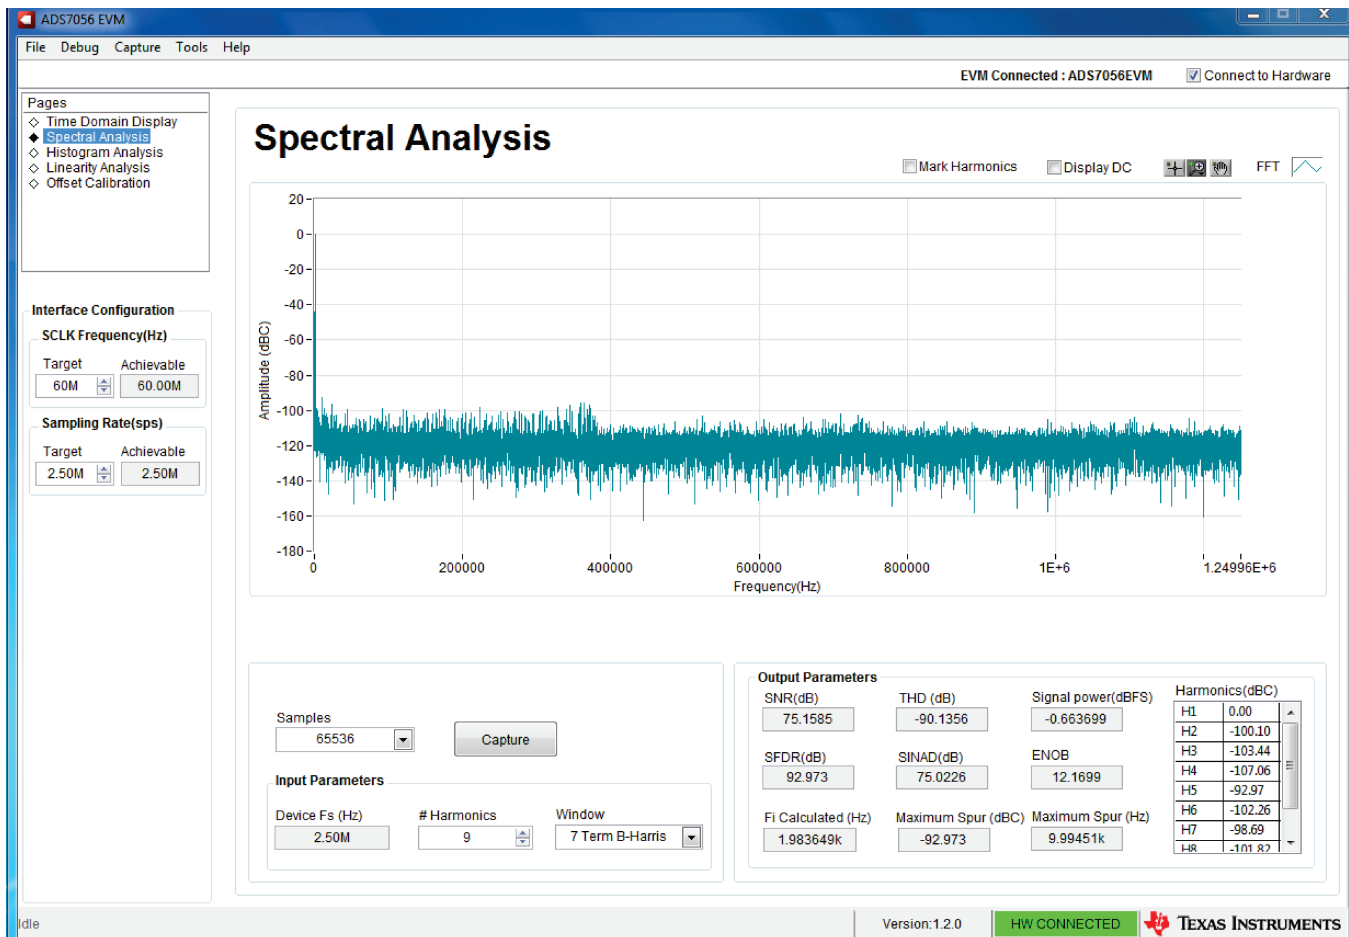 ADS7056 EVM
File Debug Capture Tools Help
EVM Connected : ADS7056EVM Connect to Hardware
Pages
Time Domain Display
Spectral Analysis
Histogram Analysis
Linearity Analysis
Offset Calibration
Interface Configuration
SCLK Frequency(Hz)
Target Achievable
60M 60.00M
Sampling Rate(sps)
Target Achievable
2.50M 2.50M
Spectral Analysis
Mark Harmonics Display DC FFT
20
0
-20
-40
-60
-80
-100
-120
-140
-160
-180
Amplitude (dBC)
0 200000 400000 600000 800000 1E+6 1.24996E+6
Frequency(Hz)
Samples
65536 Capture
Input Parameters
Device Fs (Hz) # Harmonics Window
2.50M 9 7 Term B-Harris
Output Parameters
SNR(dB) THD (dB) Signal power(dBFS)
75.1585 -90.1356 -0.663699
SFDR(dB) SINAD(dB) ENOB
92.973 75.0226 12.1699
Fi Calculated (Hz) Maximum Spur (dBC) Maximum Spur (Hz)
1.983649k -92.973 9.99451k
Harmonics(dBC)
H1 0.00
H2 -100.10
H3 -103.44
H4 -107.06
H5 -92.97
H6 -102.26
H7 -98.69
H8 -101.82
Idle Version:1.2.0 HW CONNECTED TEXAS INSTRUMENTS